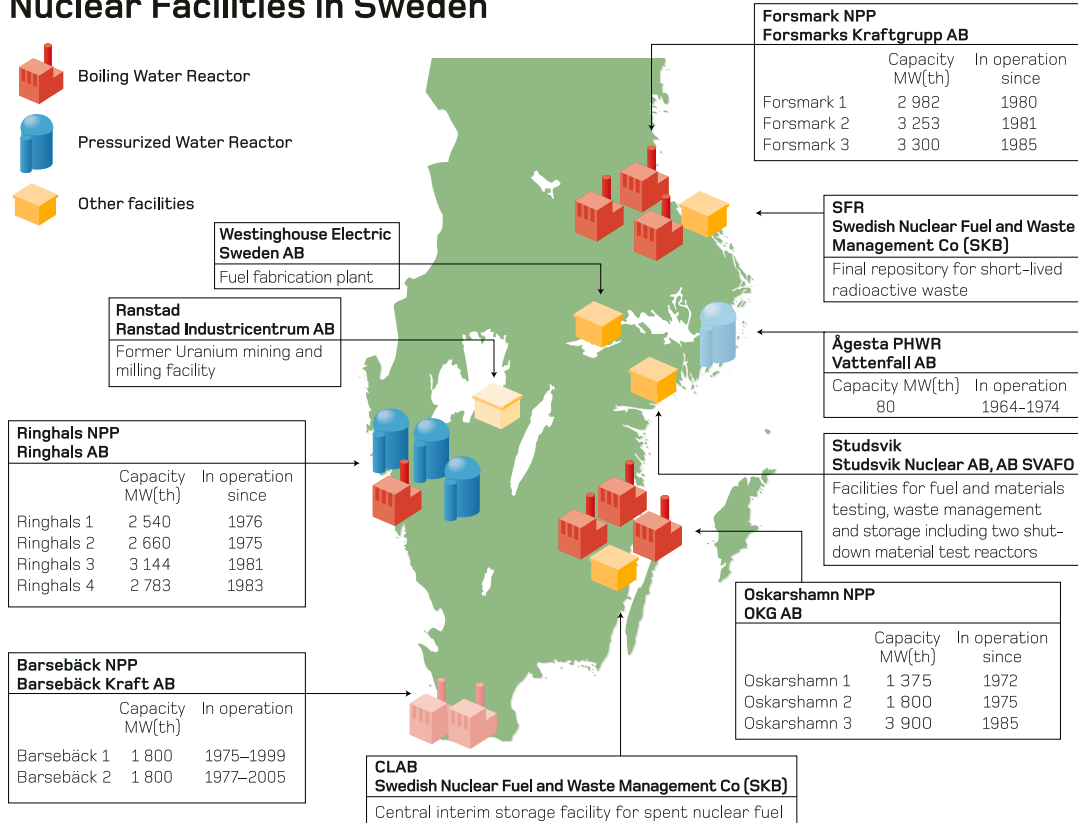 Nuclear Facilities in Sweden
Boiling Water Reactor
Pressurized Water Reactor
Other facilities
Forsmark NPP
Forsmarks Kraftgrupp AB
Capacity In operation
MW(th) since
Forsmark 1 2 982 1980
Forsmark 2 3 253 1981
Forsmark 3 3 300 1985
SFR
Swedish Nuclear Fuel and Waste
Management Co (SKB)
Final repository for short-lived
radioactive waste
Westinghouse Electric
Sweden AB
Fuel fabrication plant
Ranstad
Ranstad Industricentrum AB
Former Uranium mining and
milling facility
Ågesta PHWR
Vattenfall AB
Capacity MW(th) In operation
80 1964–1974
Ringhals NPP
Ringhals AB
Capacity In operation
MW(th) since
Ringhals 1 2 540 1976
Ringhals 2 2 660 1975
Ringhals 3 3 144 1981
Ringhals 4 2 783 1983
Studsvik
Studsvik Nuclear AB, AB SVAFO
Facilities for fuel and materials
testing, waste management
and storage including two shut-
down material test reactors
Oskarshamn NPP
OKG AB
Capacity In operation
MW(th) since
Oskarshamn 1 1 375 1972
Oskarshamn 2 1 800 1975
Oskarshamn 3 3 900 1985
Barsebäck NPP
Barsebäck Kraft AB
Capacity In operation
MW(th)
Barsebäck 1 1 800 1975–1999
Barsebäck 2 1 800 1977–2005
CLAB
Swedish Nuclear Fuel and Waste Management Co (SKB)
Central interim storage facility for spent nuclear fuel